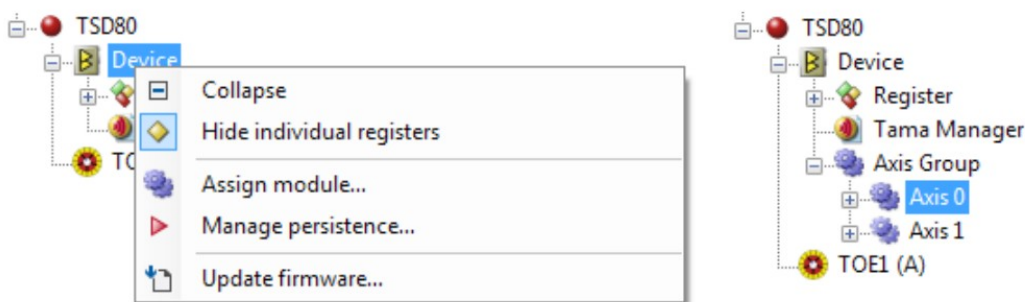 TSD80
Device
TO
Collapse
Hide individual registers
Assign module...
Manage persistence...
Update firmware...
TSD80
Device
Register
Tama Manager
Axis Group
Axis 0
Axis 1
TOE1 (A)